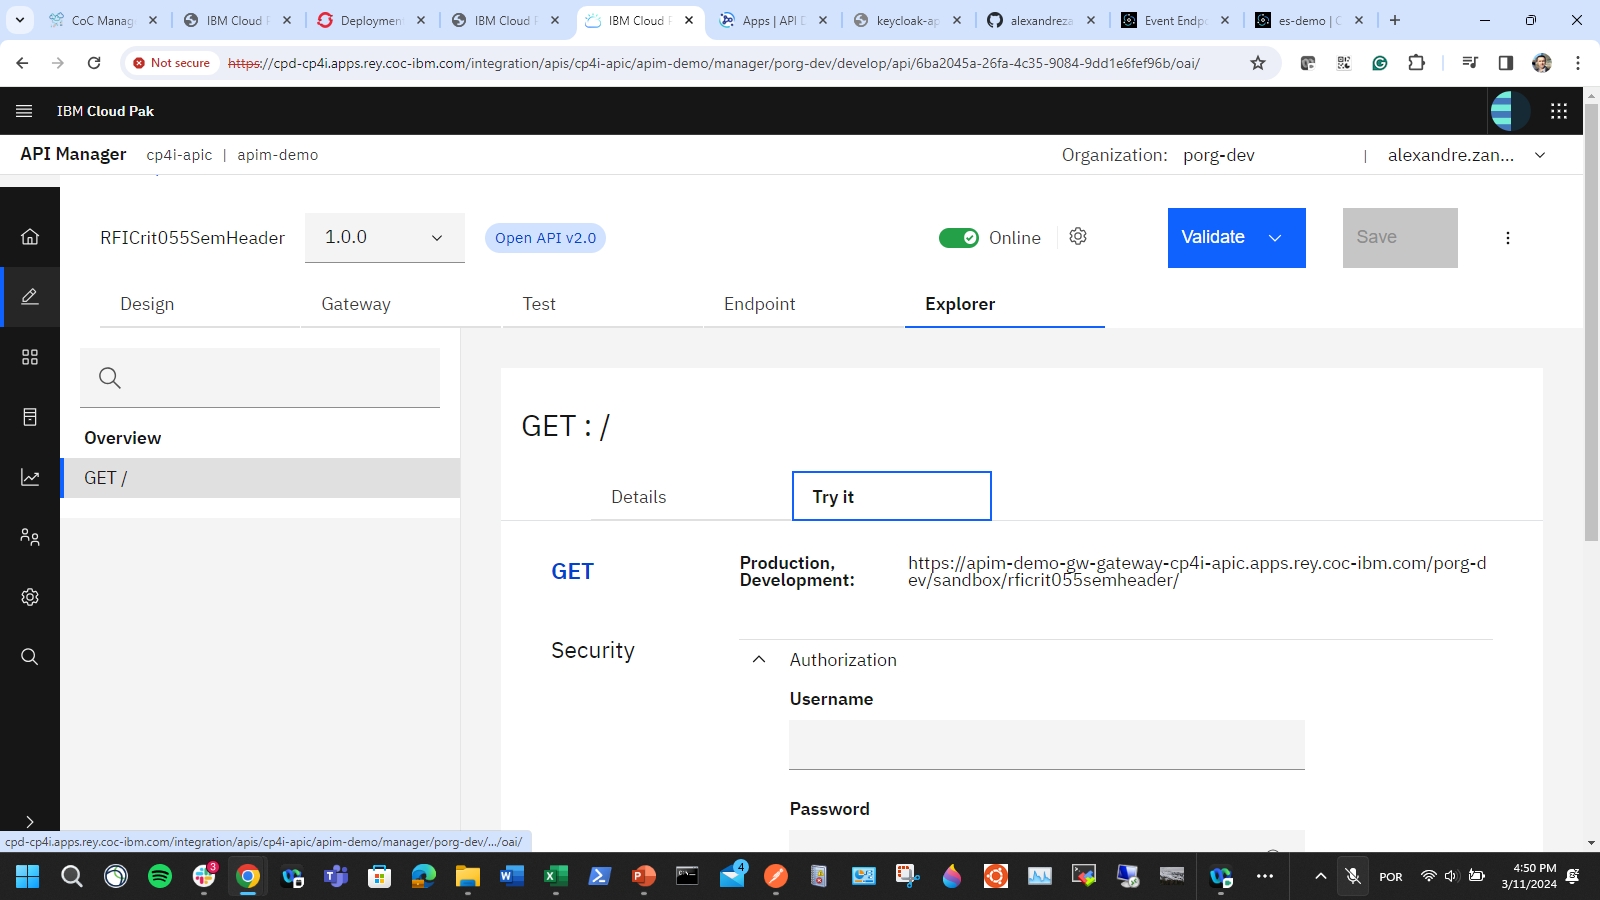 CoC Manag
IBM Cloud P
Deploymen
IBM Cloud P
IBM Cloud P
Apps | API D
keycloak-ap
alexandreza
Event Endp
es-demo | C
Not secure
https://cpd-cp4i.apps.rey.coc-ibm.com/integration/apis/cp4i-apic/apim-demo/manager/porg-dev/develop/api/6ba2045a-26fa-4c35-9084-9dd1e6fef96b/oai/
IBM Cloud Pak
API Manager cp4i-apic | apim-demo
Organization: porg-dev | alexandre.zan...
RFICrit055SemHeader
1.0.0
Open API v2.0
Online
Validate
Save
Design
Gateway
Test
Endpoint
Explorer
Overview
GET /
GET : /
Details
Try it
GET
Production,
Development:
https://apim-demo-gw-gateway-cp4i-apic.apps.rey.coc-ibm.com/porg-d
ev/sandbox/rficrit055semheader/
Security
Authorization
Username
Password
cpd-cp4i.apps.rey.coc-ibm.com/integration/apis/cp4i-apic/apim-demo/manager/porg-dev/.../oai/
3
4
POR
4:50 PM
3/11/2024